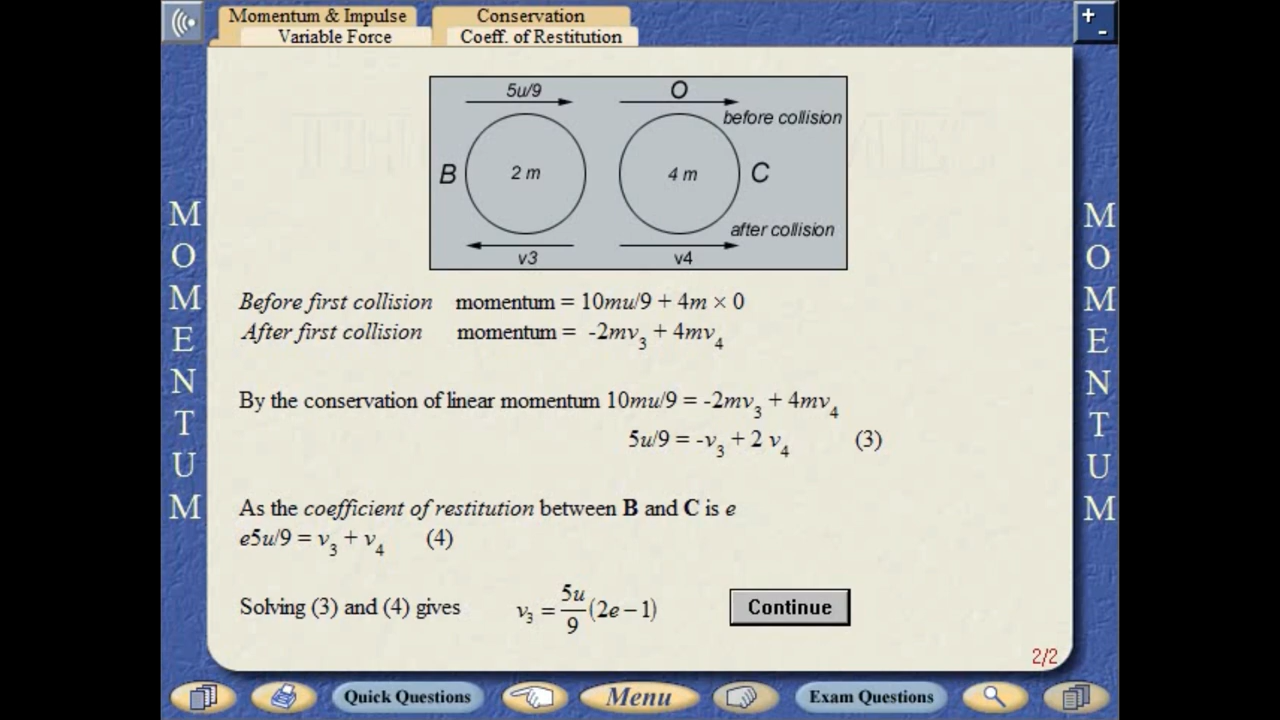 Momentum & Impulse
Conservation
+
-
Variable Force
Coeff. of Restitution
5u/9
O
before collision
B
2 m
4 m
C
after collision
v3
v4
M
O
M
E
N
T
U
M
M
O
M
E
N
T
U
M
Before first collision momentum = 10mu/9 + 4m × 0
After first collision momentum = -2mv₃ + 4mv₄
By the conservation of linear momentum 10mu/9 = -2mv₃ + 4mv₄
5u/9 = -v₃ + 2 v₄ (3)
As the coefficient of restitution between B and C is e
e5u/9 = v₃ + v₄ (4)
Solving (3) and (4) gives v₃ = 5u/9 (2e – 1)
Continue
2/2
Quick Questions
Menu
Exam Questions